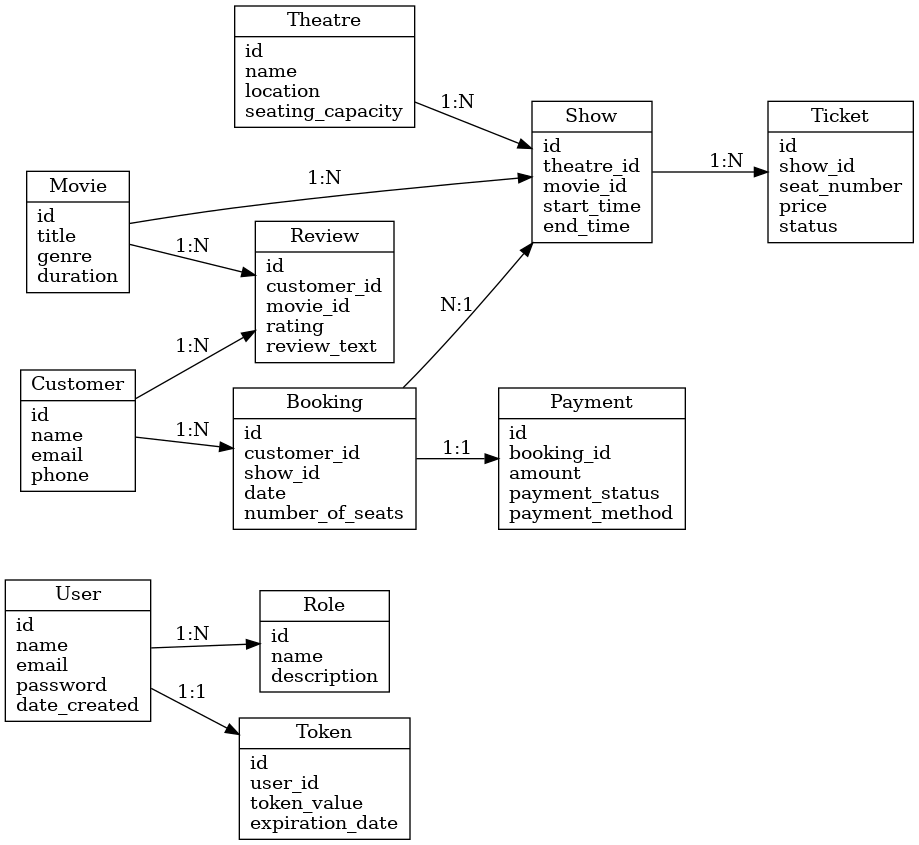 Theatre
id
name
location
seating_capacity
1:N
Show
id
theatre_id
movie_id
start_time
end_time
1:N
Ticket
id
show_id
seat_number
price
status
Movie
id
title
genre
duration
1:N
1:N
Review
id
customer_id
movie_id
rating
review_text
1:N
N:1
Customer
id
name
email
phone
1:N
Booking
id
customer_id
show_id
date
number_of_seats
1:1
Payment
id
booking_id
amount
payment_status
payment_method
User
id
name
email
password
date_created
1:N
Role
id
name
description
1:1
Token
id
user_id
token_value
expiration_date